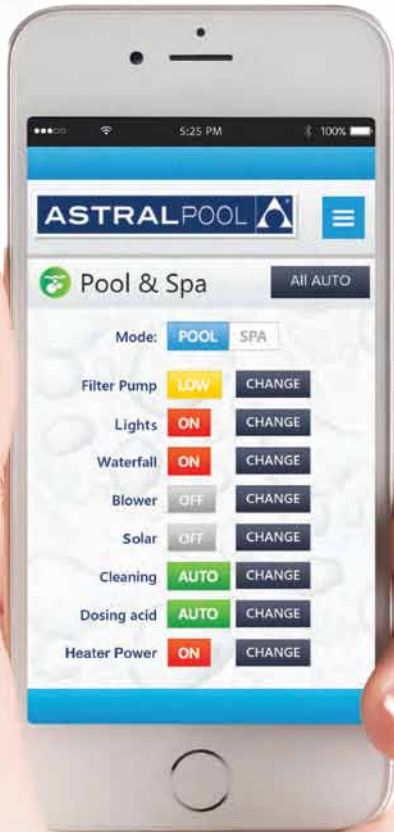 5:25 PM 100%
ASTRALPOOL
Pool & Spa All AUTO
Mode: POOL SPA
Filter Pump LOW CHANGE
Lights ON CHANGE
Waterfall ON CHANGE
Blower OFF CHANGE
Solar OFF CHANGE
Cleaning AUTO CHANGE
Dosing acid AUTO CHANGE
Heater Power ON CHANGE